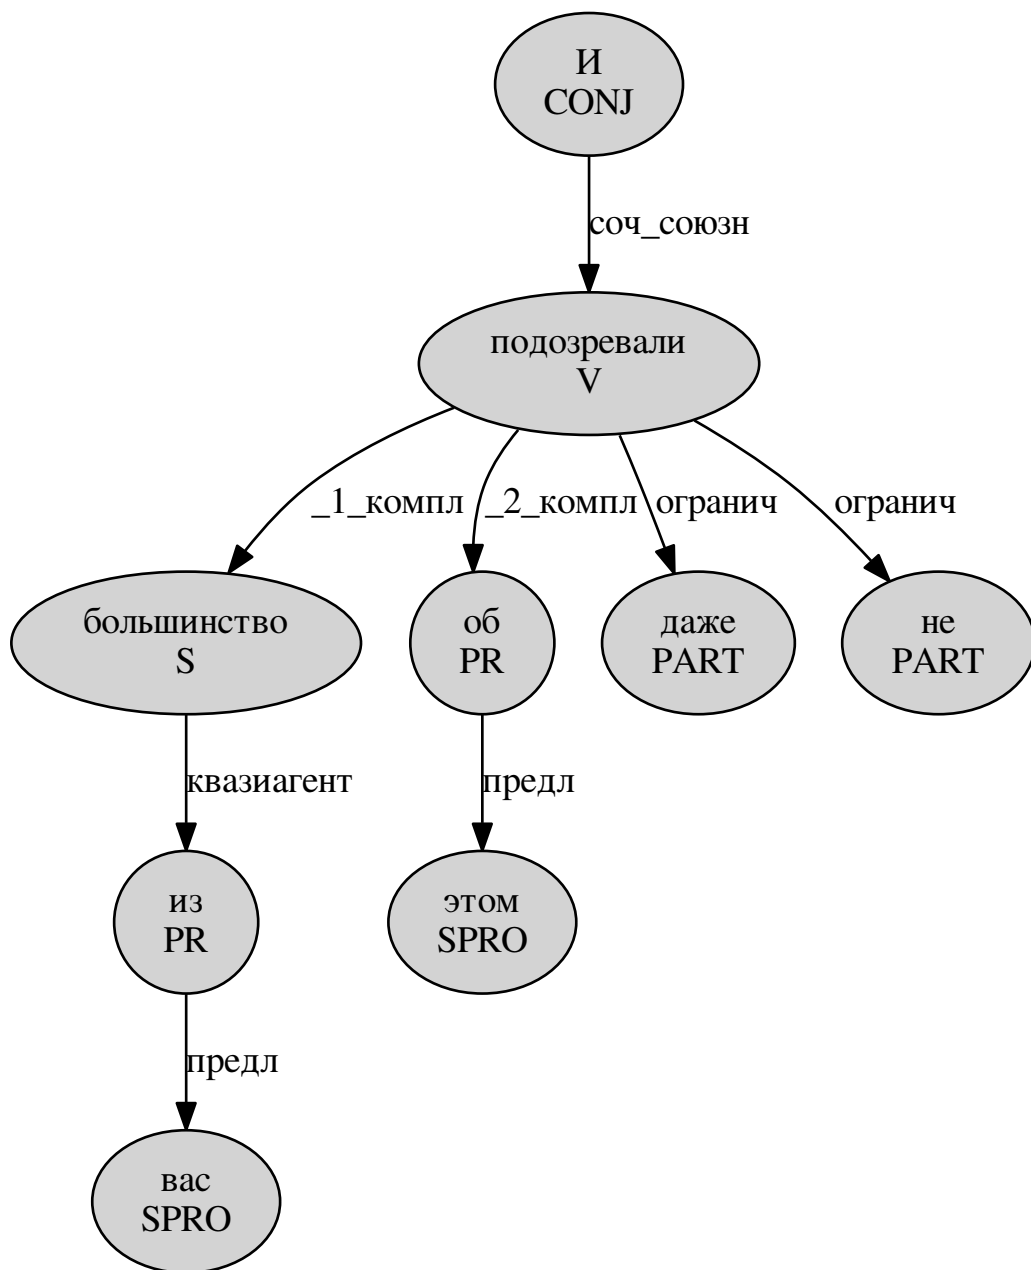 И
CONJ
соч_союзн
подозревали
V
_1_компл
_2_компл
огранич
огранич
большинство
S
об
PR
даже
PART
не
PART
квазиагент
предл
из
PR
этом
SPRO
предл
вас
SPRO